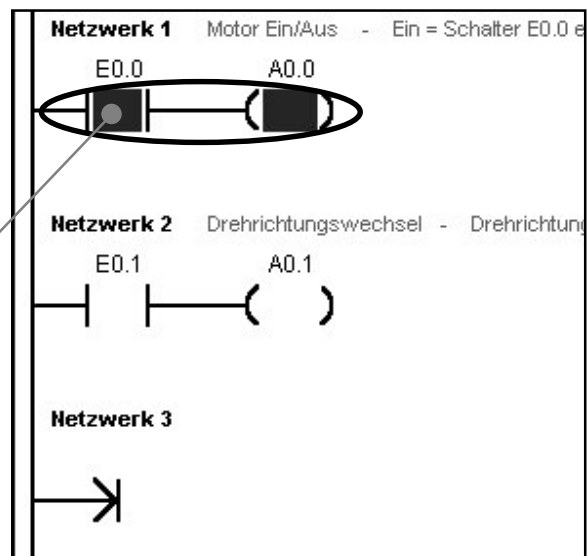 Netzwerk 1 Motor Ein/Aus - Ein = Schalter E0.0 e
E0.0 A0.0
Netzwerk 2 Drehrichtungswechsel - Drehrichtung
E0.1 A0.1
Netzwerk 3